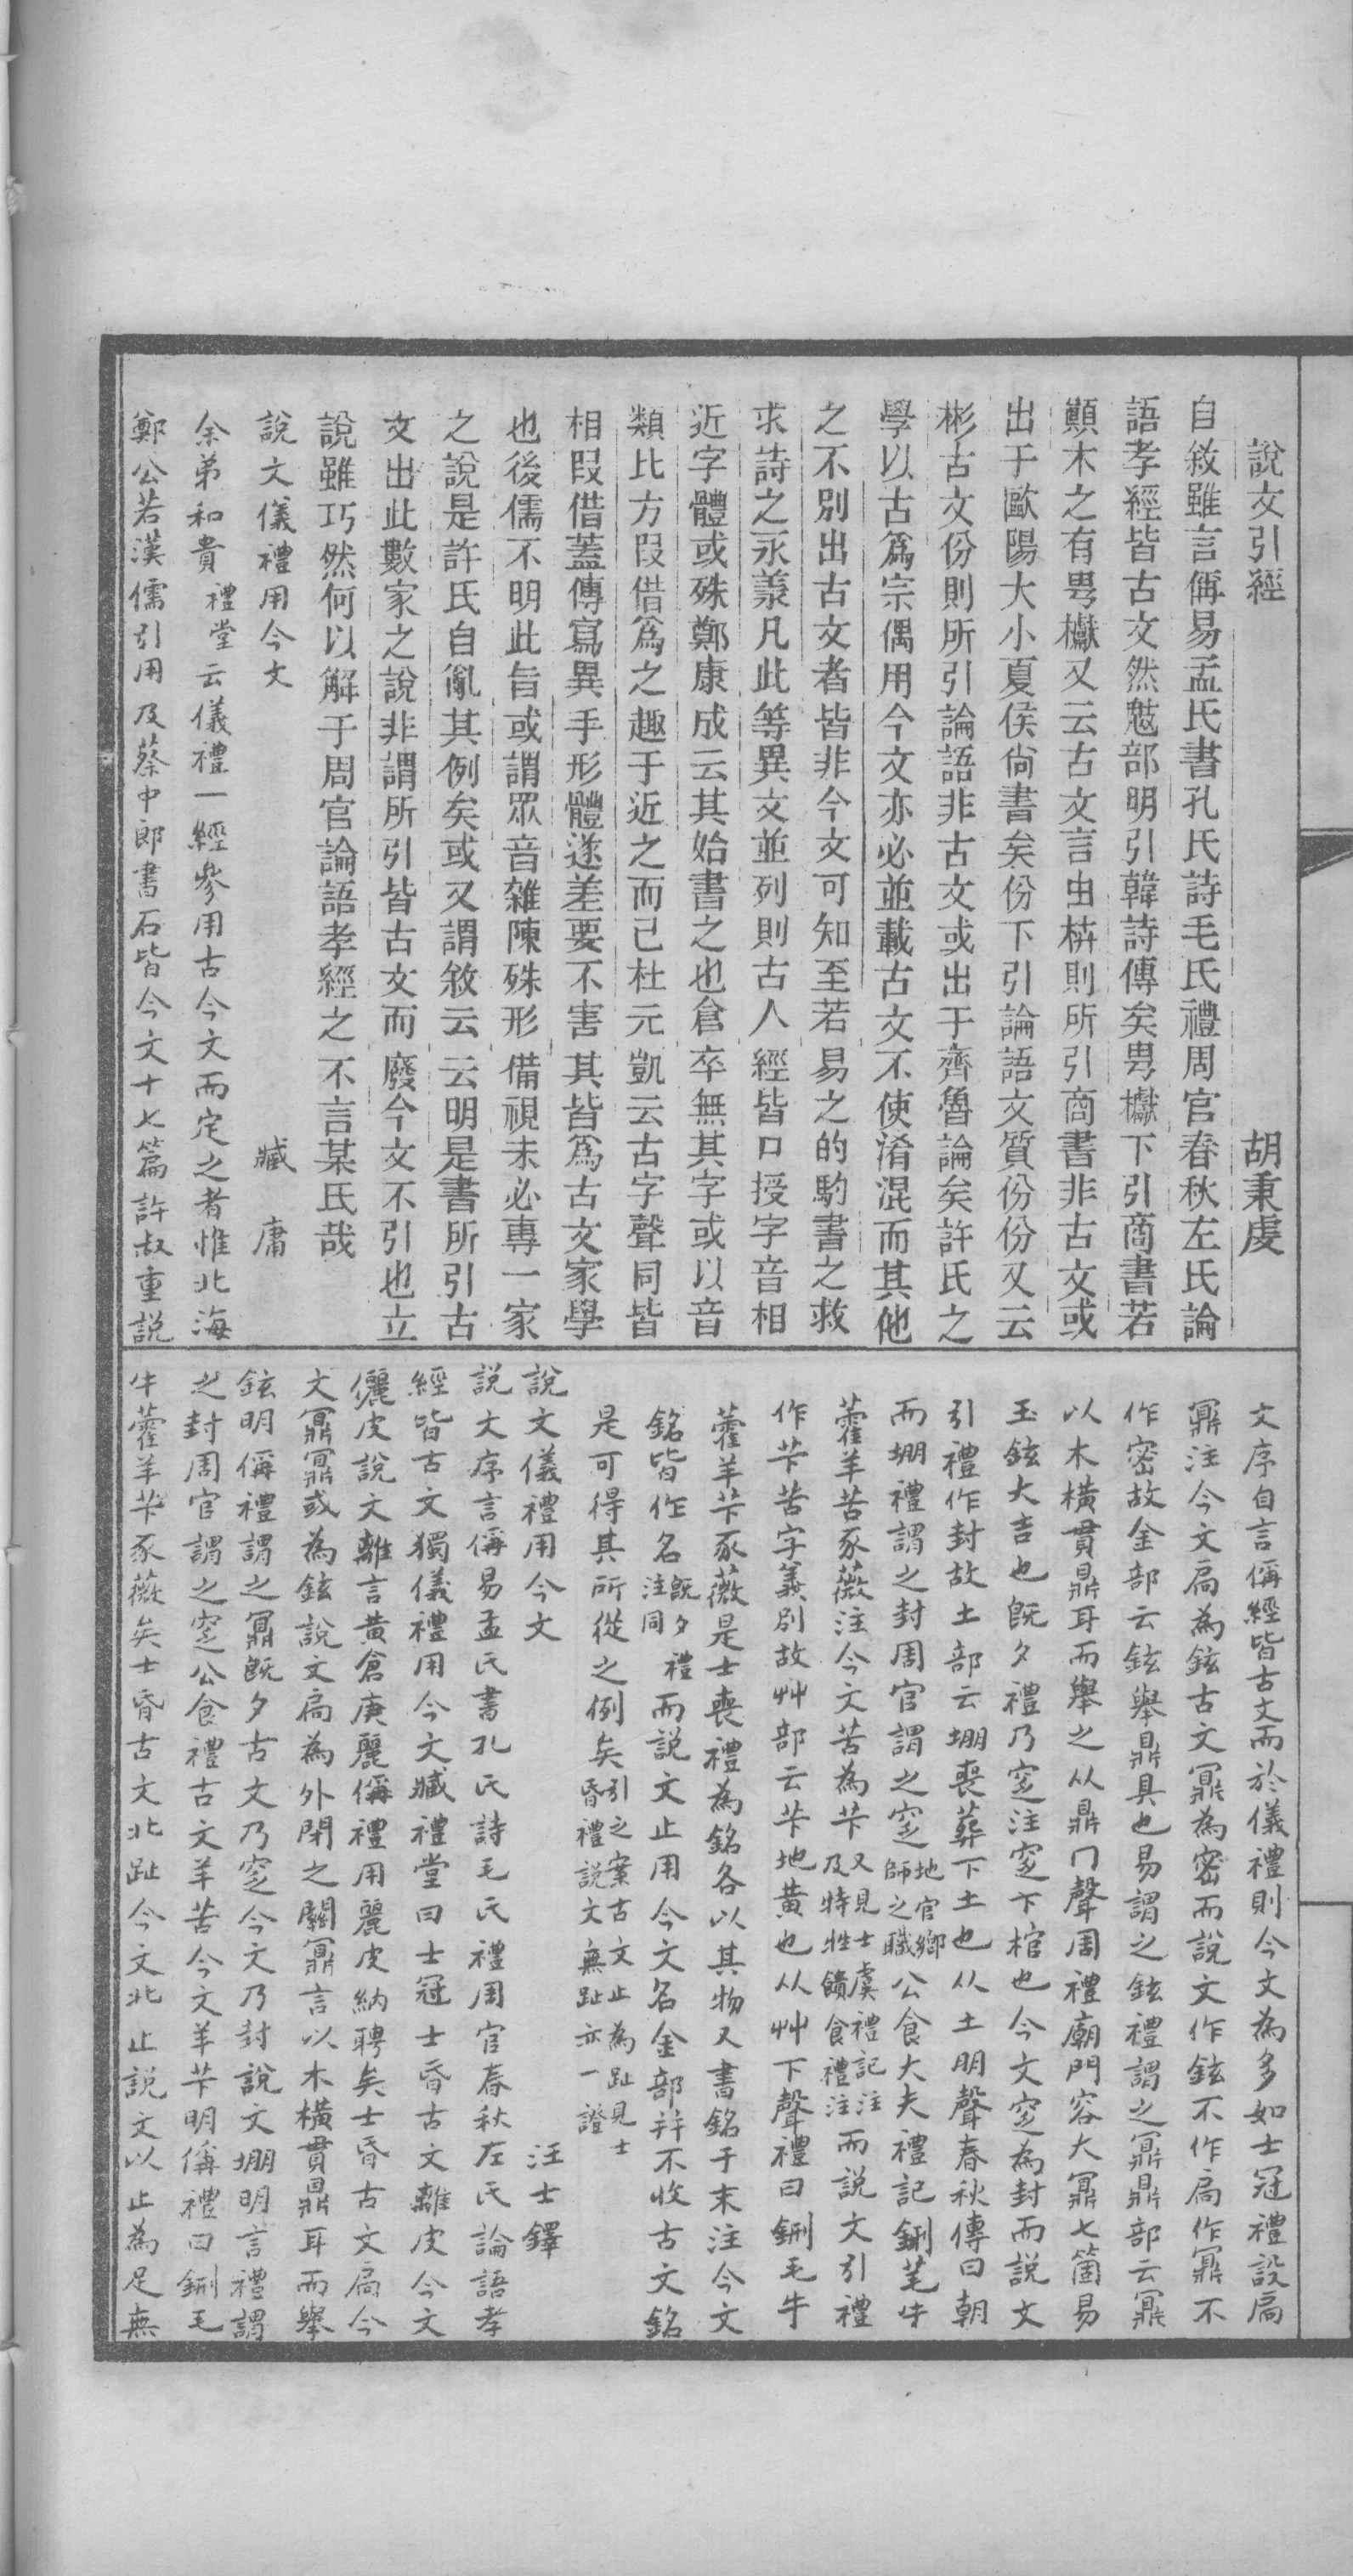 說文引經　胡秉虔
自敘雖言偁易孟氏書孔氏詩毛氏禮周官春秋左氏論
語孝經皆古文然鬽部明引韓詩傳矣甹櫱下引商書若
顛木之有甹櫱又云古文言由枿則所引商書非古文或
出于歐陽大小夏侯尙書矣份下引論語文質份份又云
彬古文份則所引論語非古文或出于齊魯論矣許氏之
學以古爲宗偶用今文亦必並載古文不使淆混而其他
之不別出古文者皆非今文可知至若易之的馰書之救
求詩之永羕凡此等異文並列則古人經皆口授字音相
近字體或殊鄭康成云其始書之也倉卒無其字或以音
類比方叚借爲之趣于近之而已杜元凱云古字聲同皆
相叚借蓋傳寫異手形體遂差要不害其皆爲古文家學
也後儒不明此旨或謂眾音雜陳殊形備視未必專一家
之說是許氏自亂其例矣或又謂敘云云明是書所引古
文出此數家之說非謂所引皆古文而廢今文不引也立
說雖巧然何以解于周官論語孝經之不言某氏哉
說文儀禮用今文　臧庸
余弟和貴禮堂云儀禮一經參用古今文而定之者惟北海
鄭公若漢儒引用及蔡中郎書石皆今文十七篇許叔重說
文序自言偁經皆古文而於儀禮則今文為多如士冠禮設扃
鼏注今文扃為鉉古文鼏為密而說文作鉉不作扃作鼏不
作密故金部云鉉舉鼎具也易謂之鉉禮謂之鼏鼎部云鼏
以木橫貫鼎耳而舉之从鼎冂聲周禮廟門容大鼏七箇易
玉鉉大吉也既夕禮乃窆注窆下棺也今文窆為封而說文
引禮作封故土部云堋喪葬下土也从土朋聲春秋傳曰朝
而堋禮謂之封周官謂之窆地官鄉師之職公食大夫禮記鉶芼牛
藿羊苦豕薇注今文苦為芐又見士虞禮記注及特牲饋食禮注而說文引禮
作芐苦字義別故艸部云芐地黃也从艸下聲禮曰鉶毛牛
藿羊芐豕薇是士喪禮為銘各以其物又書銘于末注今文
銘皆作名既夕禮注同而說文止用今文名金部并不收古文銘
是可得其所從之例矣引之案古文止為趾見士昏禮說文無趾亦一證
說文儀禮用今文　汪士鐸
説文序言偁易孟氏書孔氏詩毛氏禮周官春秋左氏論語孝
經皆古文獨儀禮用今文臧禮堂曰士冠士昏古文離皮今文
儷皮說文離言黃倉庚麗偁禮用麗皮納聘矣士昏古文扃今
文鼏鼏或為鉉說文扃為外閉之關鼏言以木橫貫鼎耳而舉
鉉明偁禮謂之鼏既夕古文乃窆今文乃封說文堋明言禮謂
之封周官謂之窆公食禮古文羊苦今文羊芐明偁禮曰鉶毛
牛藿羊芐豕薇矣士昏古文北趾今文北止說文以止為足無